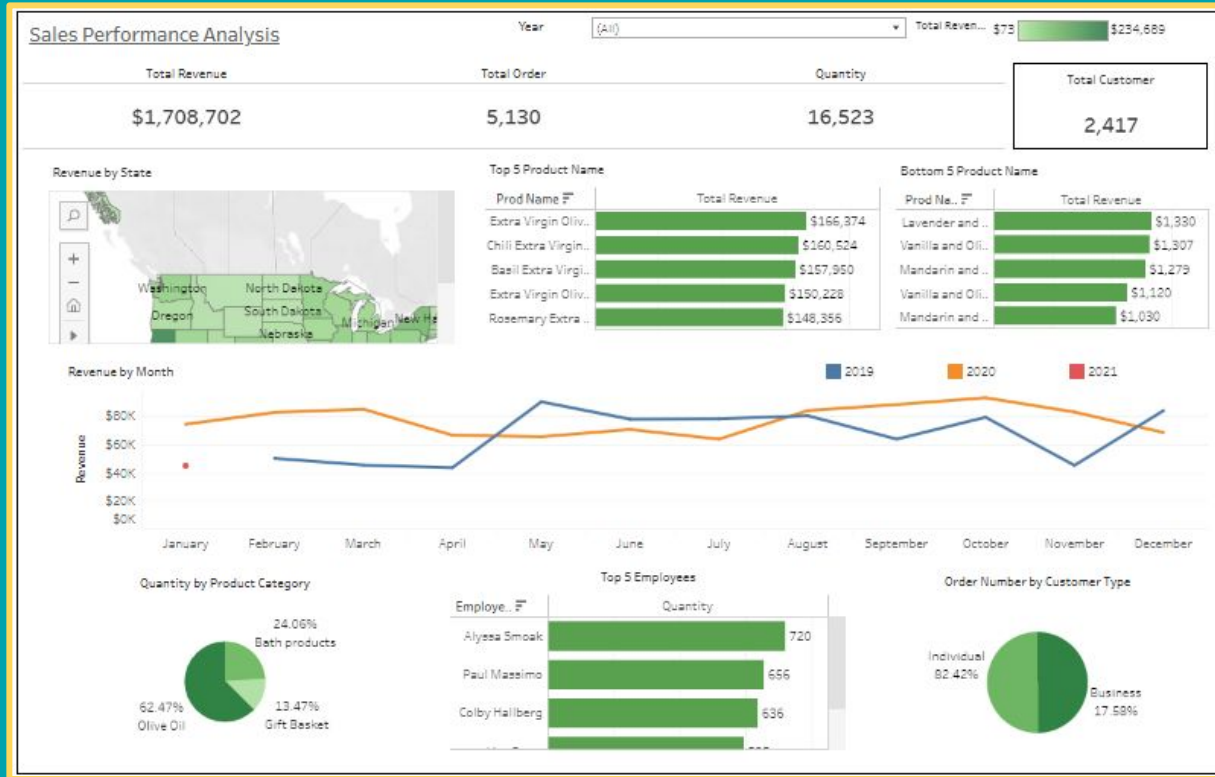 Sales Performance Analysis
Year
(All)
Total Reven...
$73
$234,689
Total Revenue
$1,708,702
Total Order
5,130
Quantity
16,523
Total Customer
2,417
Revenue by State
Washington
North Dakota
Oregon
South Dakota
Michigan
New Ha
Nebraska
Top 5 Product Name
Prod Name
Total Revenue
Extra Virgin Oliv.. $166,374
Chili Extra Virgin.. $160,524
Basil Extra Virgi.. $157,950
Extra Virgin Oliv.. $150,228
Rosemary Extra .. $148,356
Bottom 5 Product Name
Prod Na..
Total Revenue
Lavender and .. $1,330
Vanilla and Oli.. $1,307
Mandarin and .. $1,279
Vanilla and Oli.. $1,120
Mandarin and .. $1,030
Revenue by Month
2019
2020
2021
Revenue
$80K
$60K
$40K
$20K
$0K
January February March April May June July August September October November December
Quantity by Product Category
24.06%
Bath products
62.47%
Olive Oil
13.47%
Gift Basket
Top 5 Employees
Employe..
Quantity
Alyssa Smoak 720
Paul Massimo 656
Colby Hallberg 636
Order Number by Customer Type
Individual
82.42%
Business
17.58%